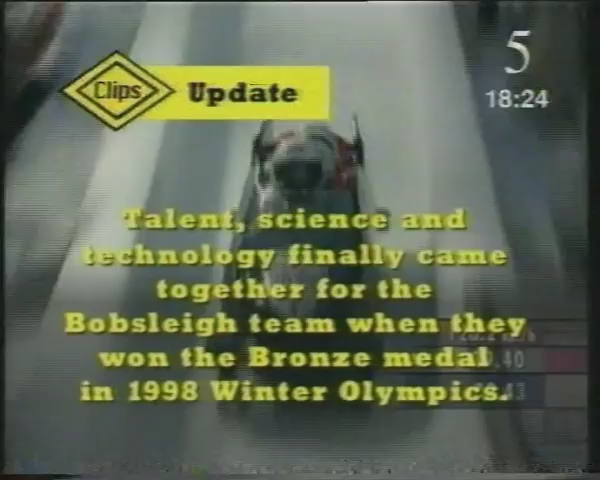 5
18:24
Clips Update
Talent, science and
technology finally came
together for the
Bobsleigh team when they
won the Bronze medal
in 1998 Winter Olympics.